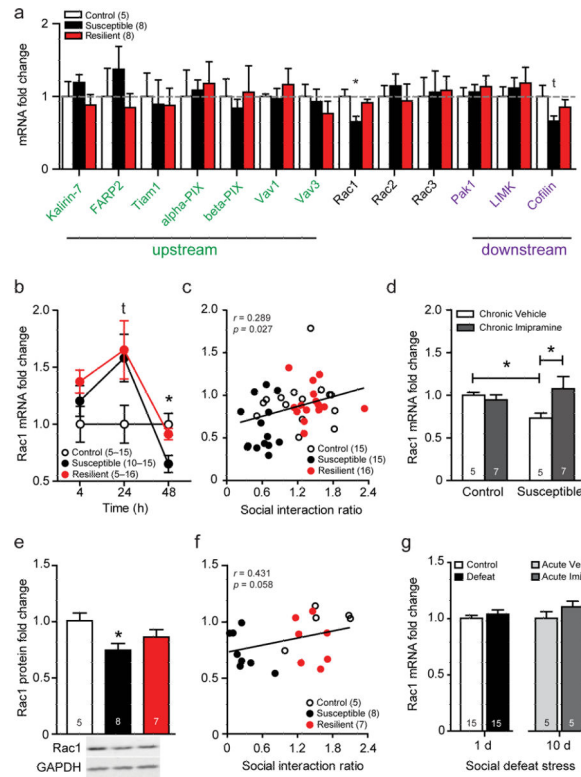 a
Control (5)
Susceptible (8)
Resilient (8)
mRNA fold change
2
1
0
*
t
Kalirin-7
FARP2
Tiam1
alpha-PIX
beta-PIX
Vav1
Vav3
Rac1
Rac2
Rac3
Pak1
LIMK
Cofilin
upstream
downstream
b
Rac1 mRNA fold change
2.0
1.5
1.0
0.5
0.0
t
*
Control (5–15)
Susceptible (10–15)
Resilient (5–16)
4
24
48
Time (h)
c
r = 0.289
p = 0.027
2.0
1.5
1.0
0.5
0
Control (15)
Susceptible (15)
Resilient (16)
0.0
0.6
1.2
1.8
2.4
Social interaction ratio
d
Chronic Vehicle
Chronic Imipramine
Rac1 mRNA fold change
2.0
1.5
1.0
0.5
0.0
*
*
5
7
5
7
Control
Susceptible
e
Rac1 protein fold change
1.5
1.0
0.5
0.0
*
5
8
7
Rac1
GAPDH
f
r = 0.431
p = 0.058
1.5
1.0
0.5
0.0
Control (5)
Susceptible (8)
Resilient (7)
0.0
0.6
1.2
1.8
2.4
Social interaction ratio
g
Control
Defeat
Acute Ve
Acute Imi
Rac1 mRNA fold change
1.5
1.0
0.5
0.0
15
15
5
5
1 d
10 d
Social defeat stress